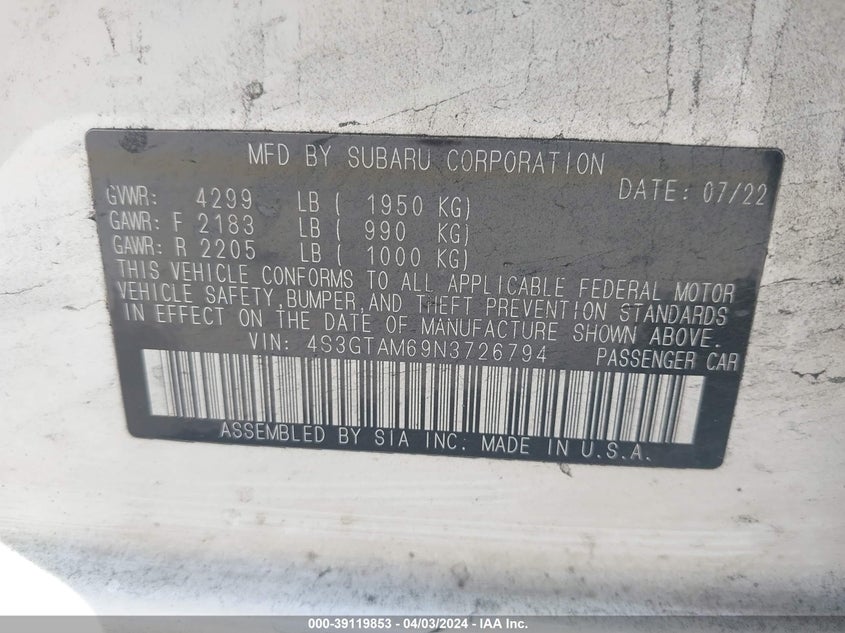 MFD BY SUBARU CORPORATION
DATE: 07/22
GVWR: 4299 LB ( 1950 KG)
GAWR: F 2183 LB ( 990 KG)
GAWR: R 2205 LB ( 1000 KG)
THIS VEHICLE CONFORMS TO ALL APPLICABLE FEDERAL MOTOR
VEHICLE SAFETY,BUMPER,AND THEFT PREVENTION STANDARDS
IN EFFECT ON THE DATE OF MANUFACTURE SHOWN ABOVE.
VIN: 4S3GTAM69N3726794 PASSENGER CAR
ASSEMBLED BY SIA INC: MADE IN U.S.A.
000-39119853 - 04/03/2024 - IAA Inc.